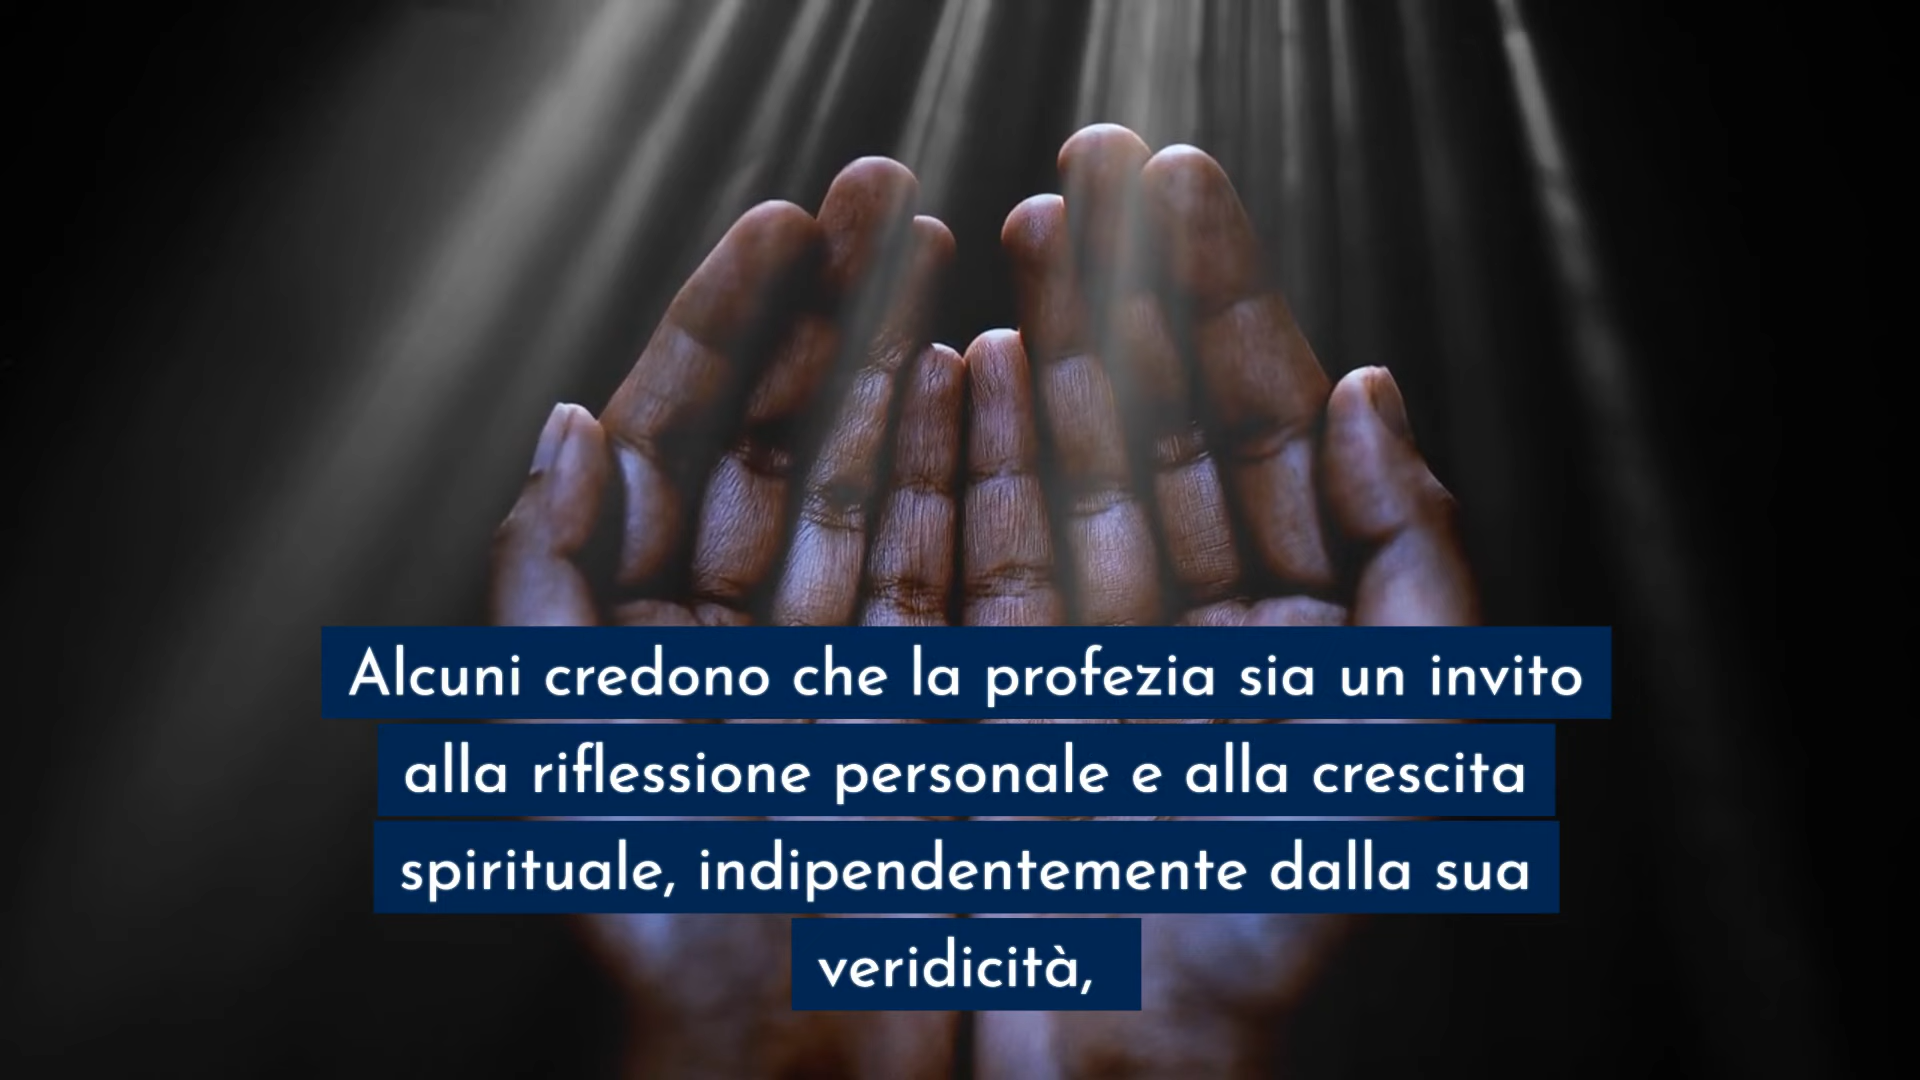 Alcuni credono che la profezia sia un invito
alla riflessione personale e alla crescita
spirituale, indipendentemente dalla sua
veridicità,